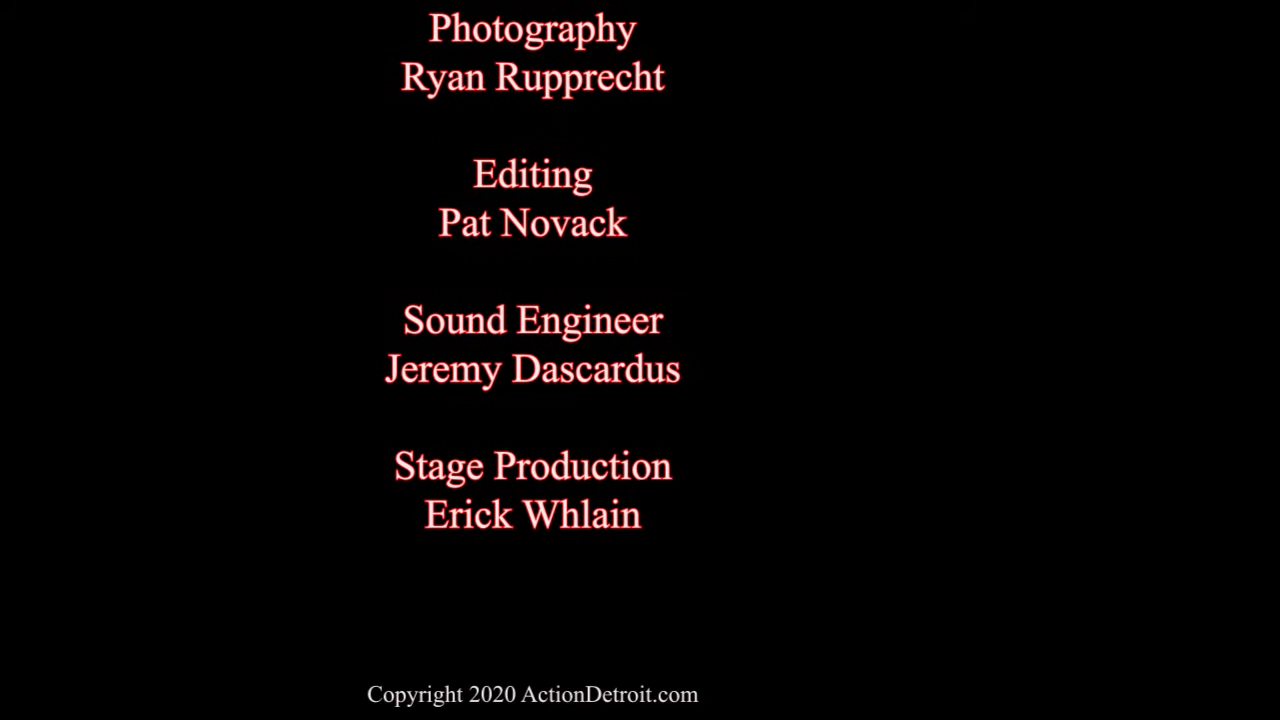 Photography
Ryan Rupprecht
Editing
Pat Novack
Sound Engineer
Jeremy Dascardus
Stage Production
Erick Whlain
Copyright 2020 ActionDetroit.com